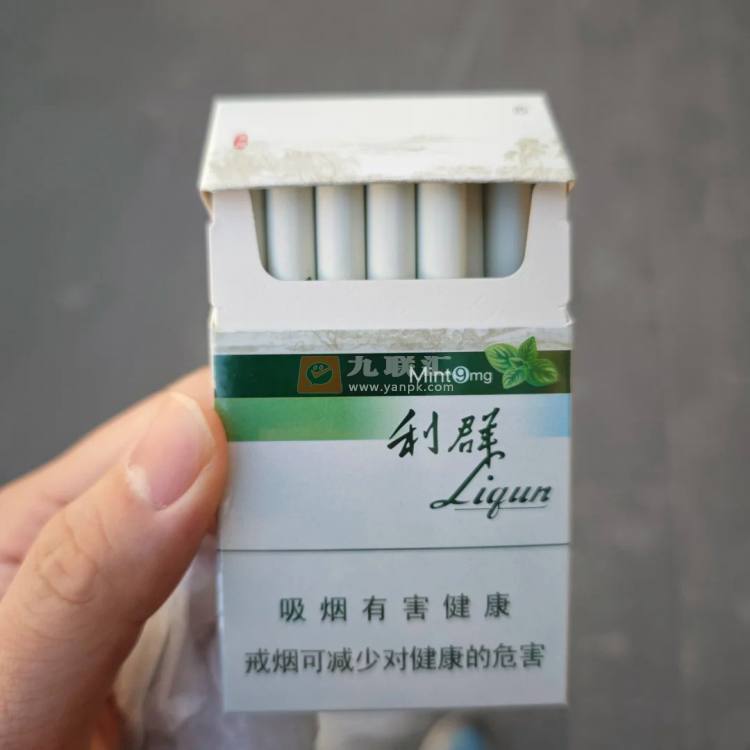 九联汇
www.yanpk.com
Mint 9mg
利群
Liqun
吸烟有害健康
戒烟可减少对健康的危害